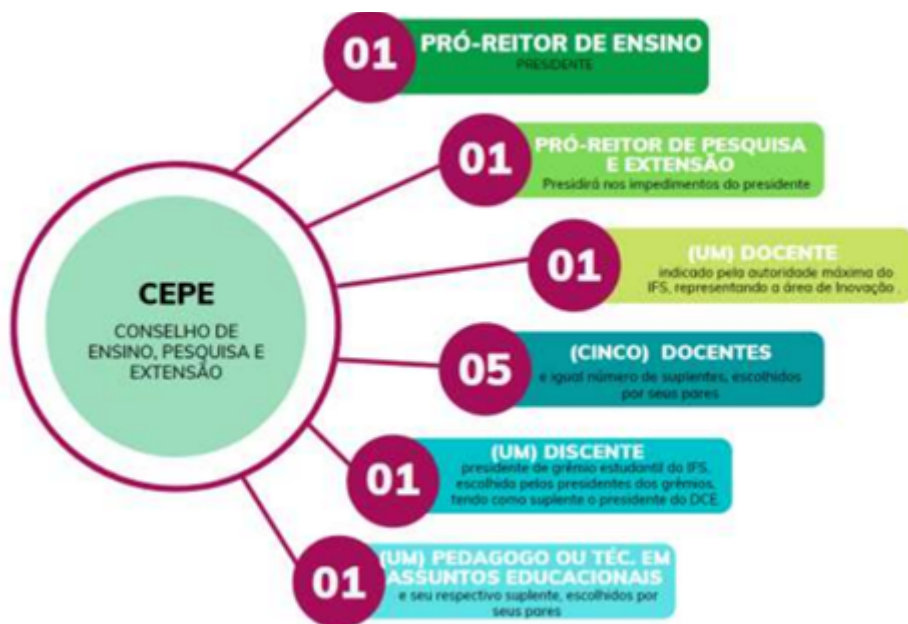 01
PRÓ-REITOR DE ENSINO
PRESIDENTE
01
PRÓ-REITOR DE PESQUISA
E EXTENSÃO
Presidirá nos impedimentos do presidente
01
(UM) DOCENTE
indicado pela autoridade máxima do
IFS, representando a área de Inovação .
CEPE
CONSELHO DE
ENSINO, PESQUISA E
EXTENSÃO
05
(CINCO) DOCENTES
e igual número de suplentes, escolhidos
por seus pares
01
(UM) DISCENTE
presidente de grêmio estudantil do IFS,
escolhido pelos presidentes dos grêmios,
tendo como suplente o presidente do DCE.
01
(UM) PEDAGOGO OU TÉC. EM
ASSUNTOS EDUCACIONAIS
e seu respectivo suplente, escolhidos por
seus pares